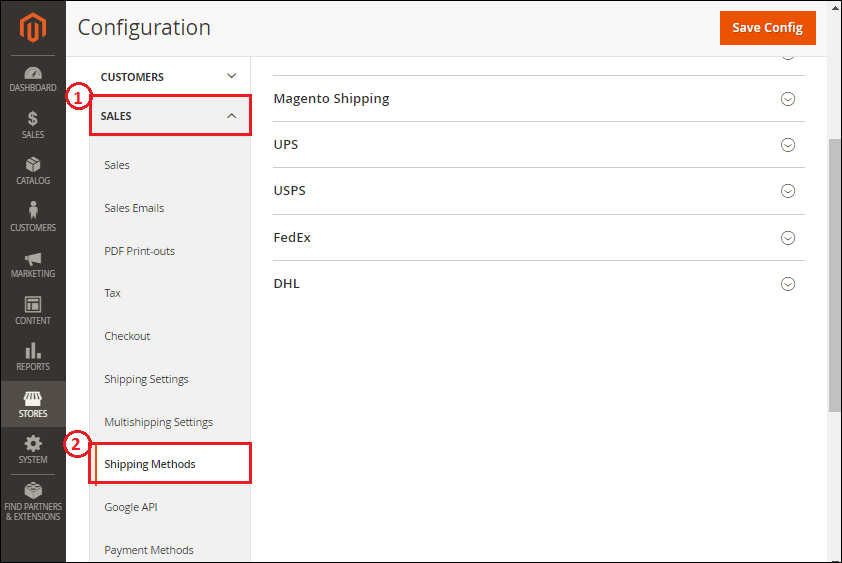 Configuration
Save Config
DASHBOARD
SALES
CATALOG
CUSTOMERS
MARKETING
CONTENT
REPORTS
STORES
SYSTEM
FIND PARTNERS
& EXTENSIONS
CUSTOMERS
1
SALES
Sales
Sales Emails
PDF Print-outs
Tax
Checkout
Shipping Settings
Multishipping Settings
2
Shipping Methods
Google API
Payment Methods
Magento Shipping
UPS
USPS
FedEx
DHL